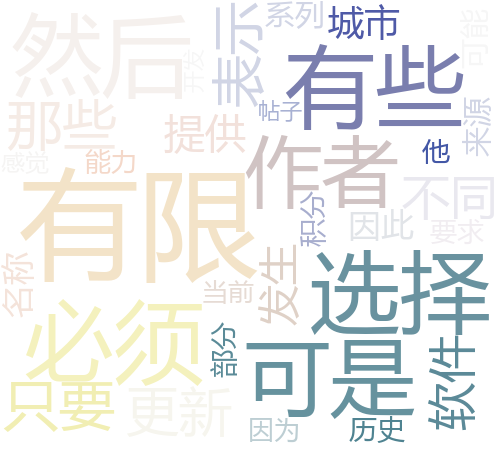 然后
表示
系列
城市
可能
开发
有些
那些
提供
帖子
来源
感觉
能力
作者
他
有限
不同
积分
因此
要求
名称
发生
当前
选择
必须
部分
可是
软件
只要
更新
因为
历史